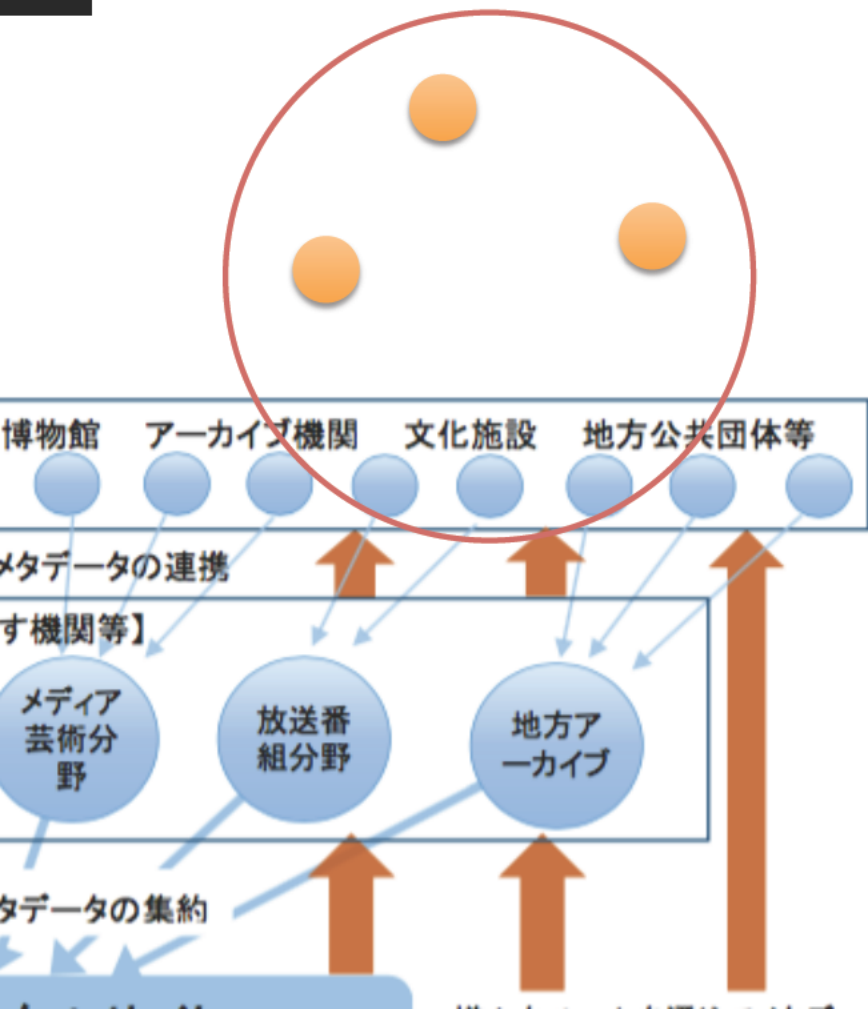 博物館 アーカイブ機関 文化施設 地方公共団体等
メタデータの連携
す機関等】
メディア
芸術分
野
放送番
組分野
地方ア
ーカイブ
タデータの集約